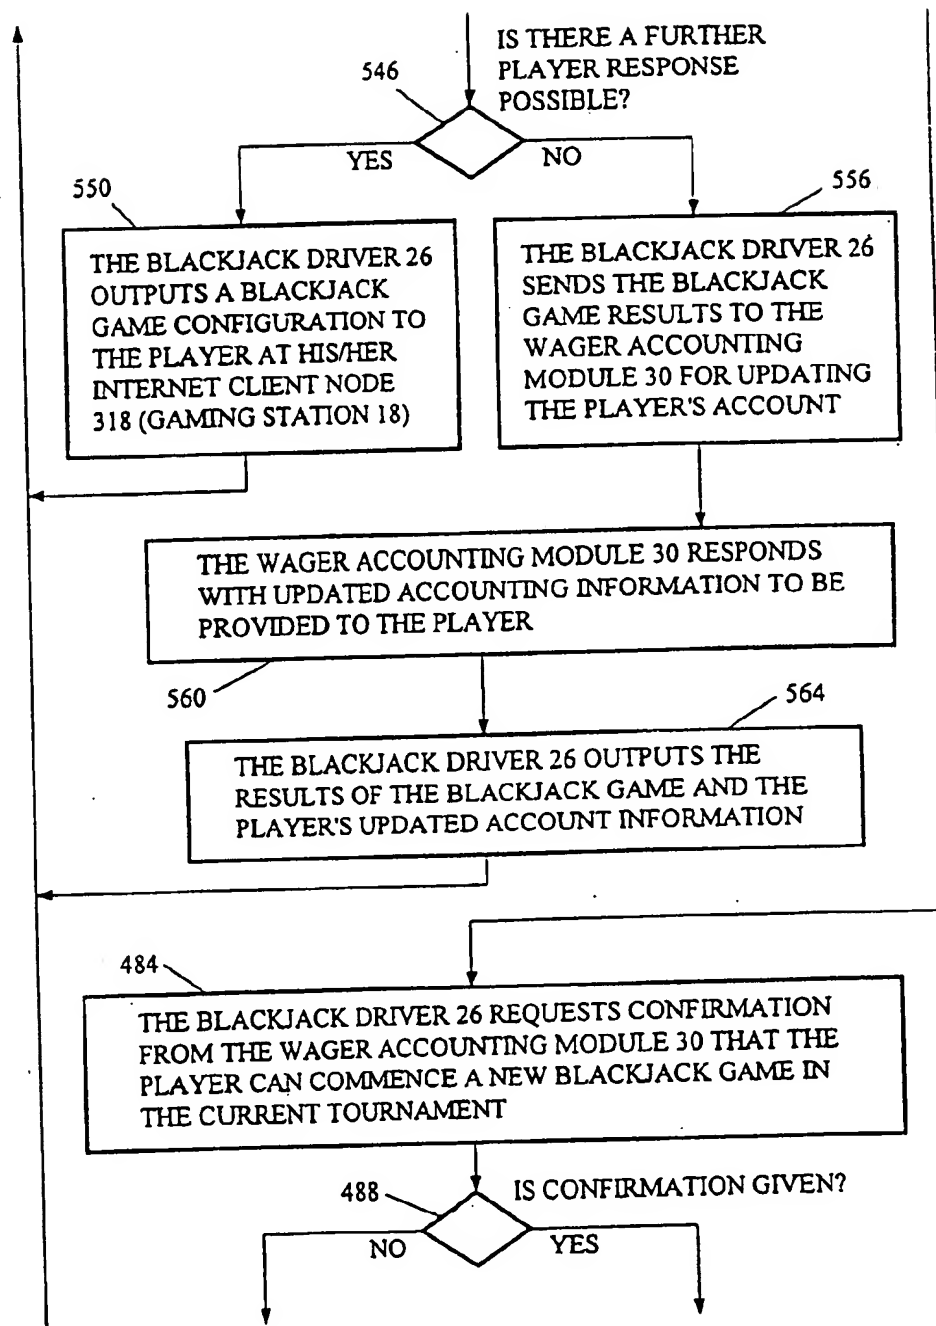 IS THERE A FURTHER
PLAYER RESPONSE
POSSIBLE?
546
YES
NO
550
556
THE BLACKJACK DRIVER 26
OUTPUTS A BLACKJACK
GAME CONFIGURATION TO
THE PLAYER AT HIS/HER
INTERNET CLIENT NODE
318 (GAMING STATION 18)
THE BLACKJACK DRIVER 26
SENDS THE BLACKJACK
GAME RESULTS TO THE
WAGER ACCOUNTING
MODULE 30 FOR UPDATING
THE PLAYER'S ACCOUNT
THE WAGER ACCOUNTING MODULE 30 RESPONDS
WITH UPDATED ACCOUNTING INFORMATION TO BE
PROVIDED TO THE PLAYER
560
564
THE BLACKJACK DRIVER 26 OUTPUTS THE
RESULTS OF THE BLACKJACK GAME AND THE
PLAYER'S UPDATED ACCOUNT INFORMATION
484
THE BLACKJACK DRIVER 26 REQUESTS CONFIRMATION
FROM THE WAGER ACCOUNTING MODULE 30 THAT THE
PLAYER CAN COMMENCE A NEW BLACKJACK GAME IN
THE CURRENT TOURNAMENT
488
IS CONFIRMATION GIVEN?
NO
YES